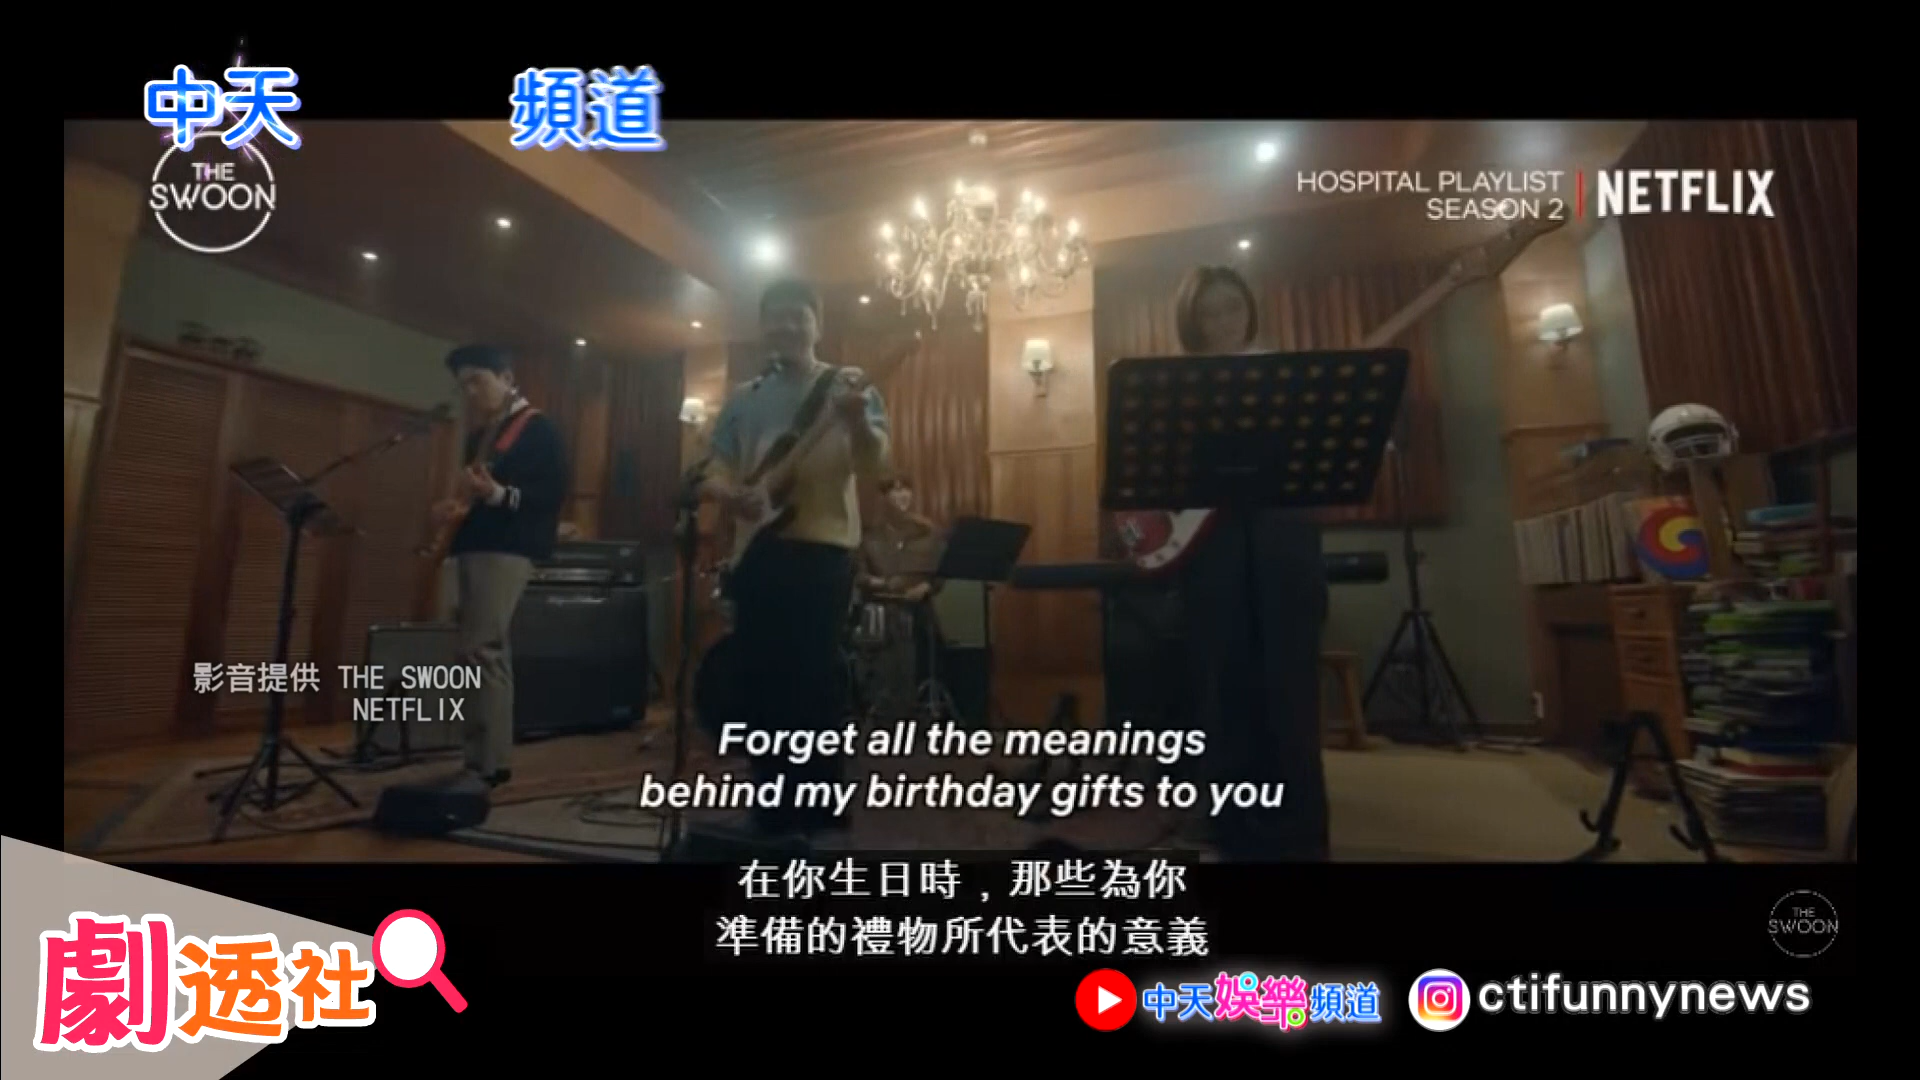 中天 頻道
THE
SWOON
HOSPITAL PLAYLIST
SEASON 2
NETFLIX
影音提供 THE SWOON
NETFLIX
Forget all the meanings
behind my birthday gifts to you
在你生日時，那些為你
準備的禮物所代表的意義
THE
SWOON
劇透社
中天娛樂頻道
ctifunnynews